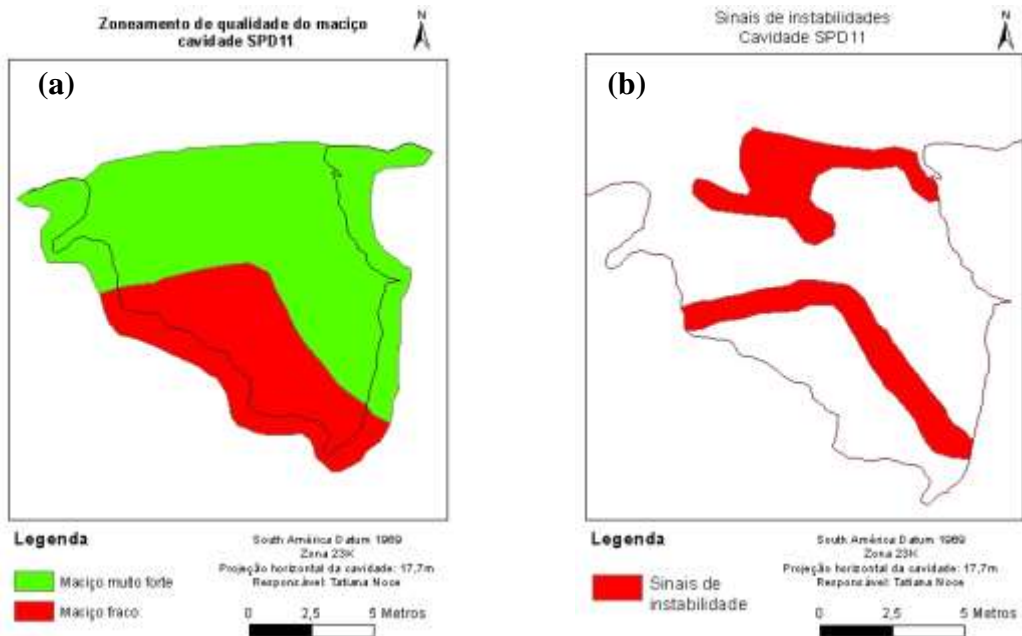 Zoneamento de qualidade do maciço
cavidade SPD11
N
(a)
Legenda
Maciço muito forte
Maciço fraco
South América Datum 1969
Zona 23K
Projeção horizontal da cavidade: 17,7m
Responsável: Tatiana Noce
0 2,5 5 Metros
Sinais de instabilidades
Cavidade SPD11
N
(b)
Legenda
Sinais de
instabilidade
South América Datum 1969
Zona 23K
Projeção horizontal da cavidade: 17,7m
Responsável: Tatiana Noce
0 2,5 5 Metros